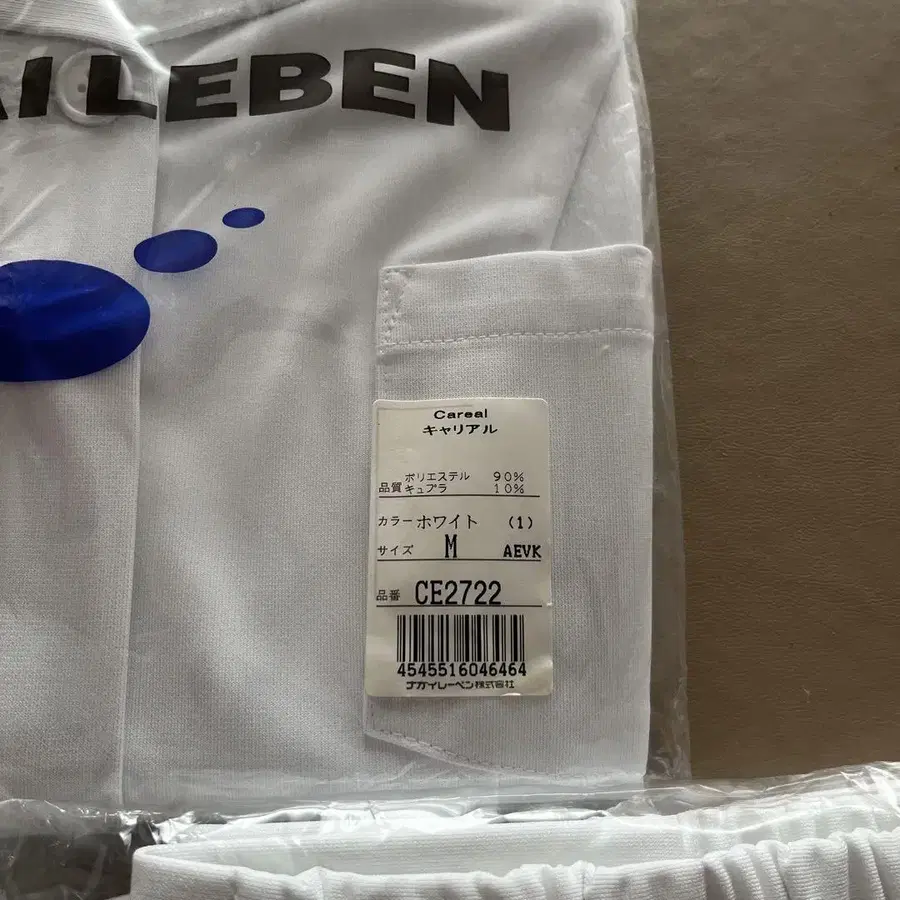 AILEBEN
Careal
キャリアル
品質 ポリエステル 90%
キュプラ 10%
カラー ホワイト (1)
サイズ M AEVK
品番 CE2722
4545516046464
ナガイレーベン株式会社